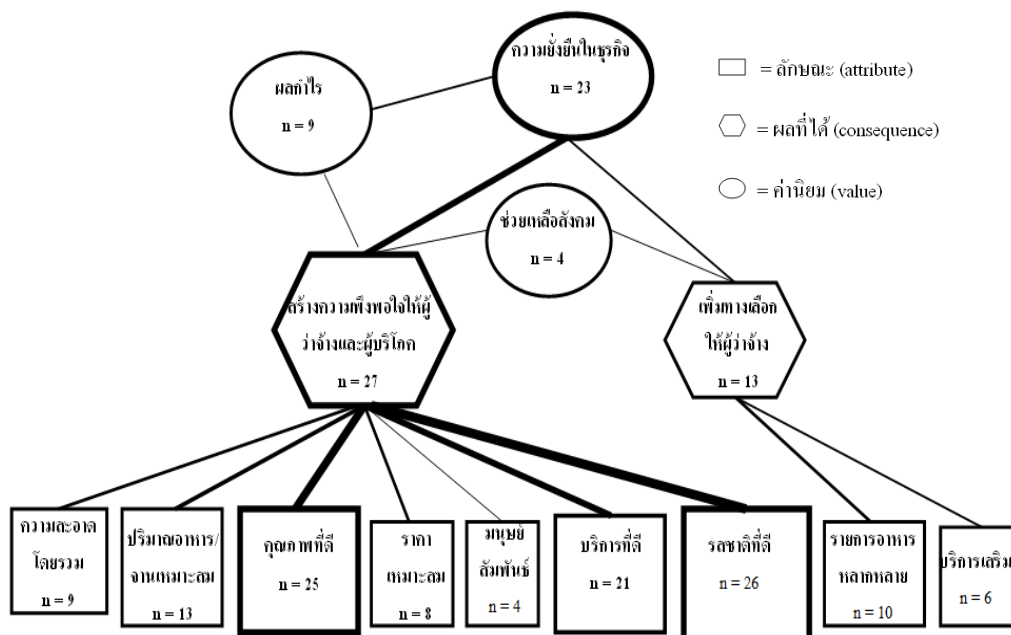 ความยั่งยืนในธุรกิจ
n = 23
ผลกำไร
n = 9
= ลักษณะ (attribute)
= ผลที่ได้ (consequence)
= ค่านิยม (value)
ช่วยเหลือสังคม
n = 4
สร้างความพึงพอใจให้ผู้
ว่าจ้างและผู้บริโภค
n = 27
เพิ่มทางเลือก
ให้ผู้ว่าจ้าง
n = 13
ความสะอาด
โดยรวม
n = 9
ปริมาณอาหาร/
จานเหมาะสม
n = 13
คุณภาพที่ดี
n = 25
ราคา
เหมาะสม
n = 8
มนุษย์
สัมพันธ์
n = 4
บริการที่ดี
n = 21
รสชาติที่ดี
n = 26
รายการอาหาร
หลากหลาย
n = 10
บริการเสริม
n = 6